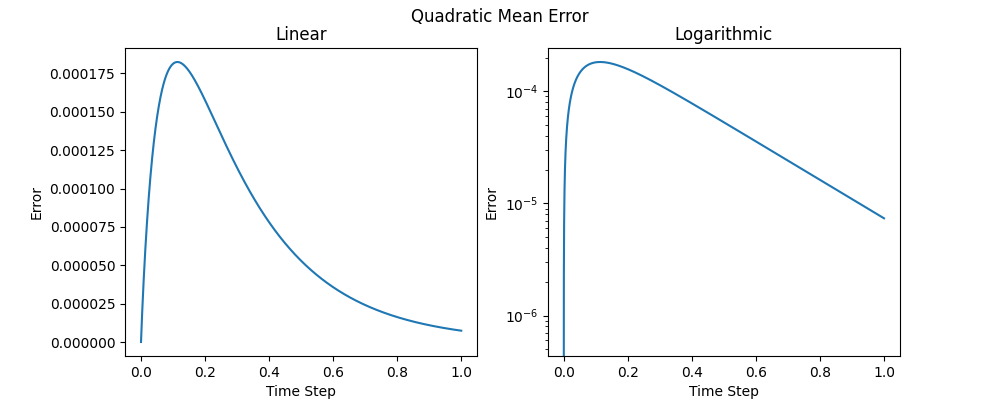 Quadratic Mean Error
Linear
Logarithmic
Error
0.000175
0.000150
0.000125
0.000100
0.000075
0.000050
0.000025
0.000000
0.0 0.2 0.4 0.6 0.8 1.0
Time Step
Error
10⁻⁴
10⁻⁵
10⁻⁶
0.0 0.2 0.4 0.6 0.8 1.0
Time Step